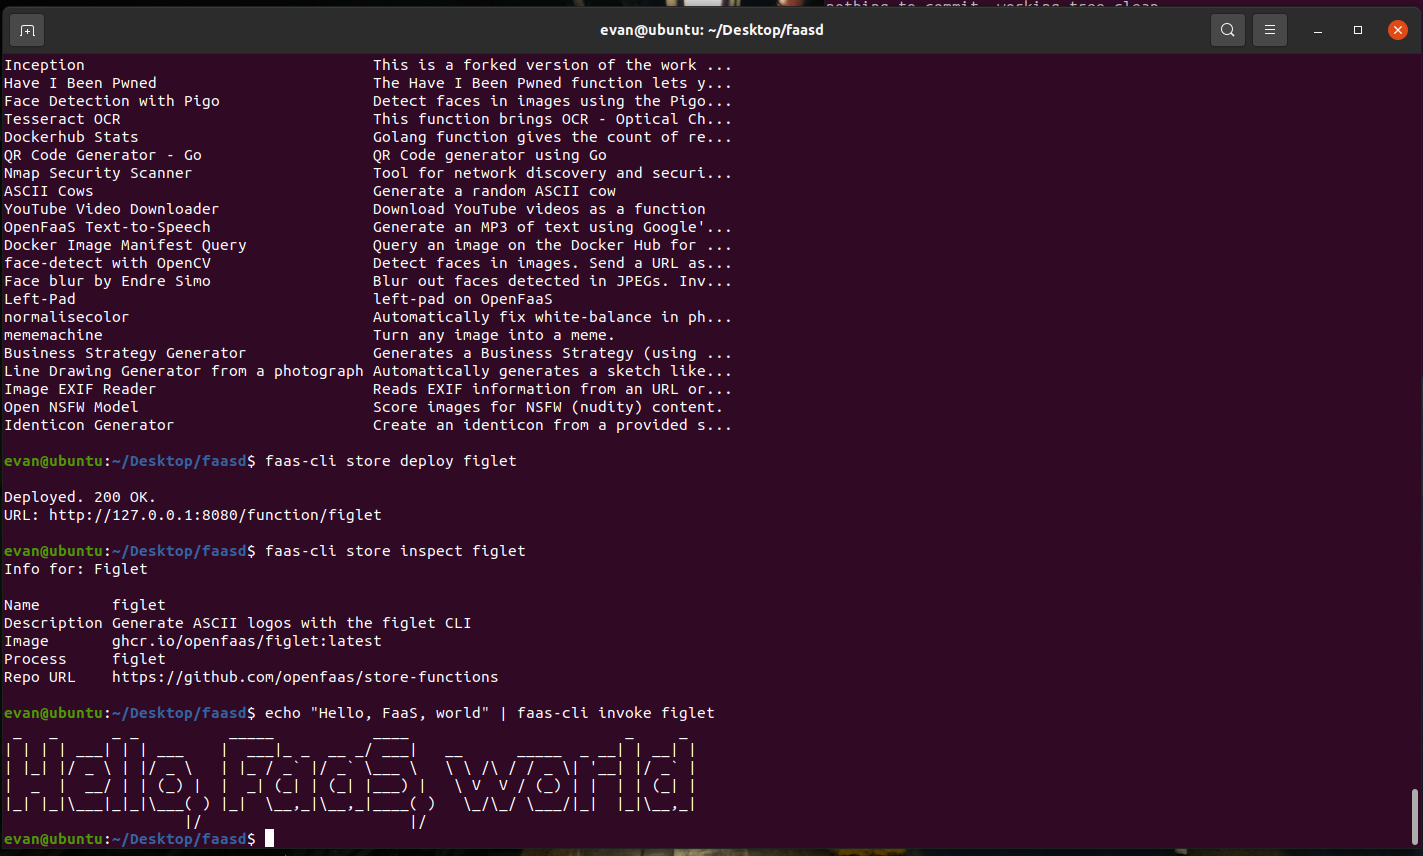 nothing to commit, working tree clean
evan@ubuntu: ~/Desktop/faasd
Inception                                This is a forked version of the work ...
Have I Been Pwned                        The Have I Been Pwned function lets y...
Face Detection with Pigo                 Detect faces in images using the Pigo...
Tesseract OCR                            This function brings OCR - Optical Ch...
Dockerhub Stats                          Golang function gives the count of re...
QR Code Generator - Go                   QR Code generator using Go
Nmap Security Scanner                    Tool for network discovery and securi...
ASCII Cows                               Generate a random ASCII cow
YouTube Video Downloader                 Download YouTube videos as a function
OpenFaaS Text-to-Speech                  Generate an MP3 of text using Google'...
Docker Image Manifest Query              Query an image on the Docker Hub for ...
face-detect with OpenCV                  Detect faces in images. Send a URL as...
Face blur by Endre Simo                  Blur out faces detected in JPEGs. Inv...
Left-Pad                                 left-pad on OpenFaaS
normalisecolor                           Automatically fix white-balance in ph...
mememachine                              Turn any image into a meme.
Business Strategy Generator              Generates a Business Strategy (using ...
Line Drawing Generator from a photograph Automatically generates a sketch like...
Image EXIF Reader                        Reads EXIF information from an URL or...
Open NSFW Model                          Score images for NSFW (nudity) content.
Identicon Generator                      Create an identicon from a provided s...
evan@ubuntu:~/Desktop/faasd$ faas-cli store deploy figlet
Deployed. 200 OK.
URL: http://127.0.0.1:8080/function/figlet
evan@ubuntu:~/Desktop/faasd$ faas-cli store inspect figlet
Info for: Figlet
Name        figlet
Description Generate ASCII logos with the figlet CLI
Image       ghcr.io/openfaas/figlet:latest
Process     figlet
Repo URL    https://github.com/openfaas/store-functions
evan@ubuntu:~/Desktop/faasd$ echo "Hello, FaaS, world" | faas-cli invoke figlet
Hello, FaaS, world
evan@ubuntu:~/Desktop/faasd$